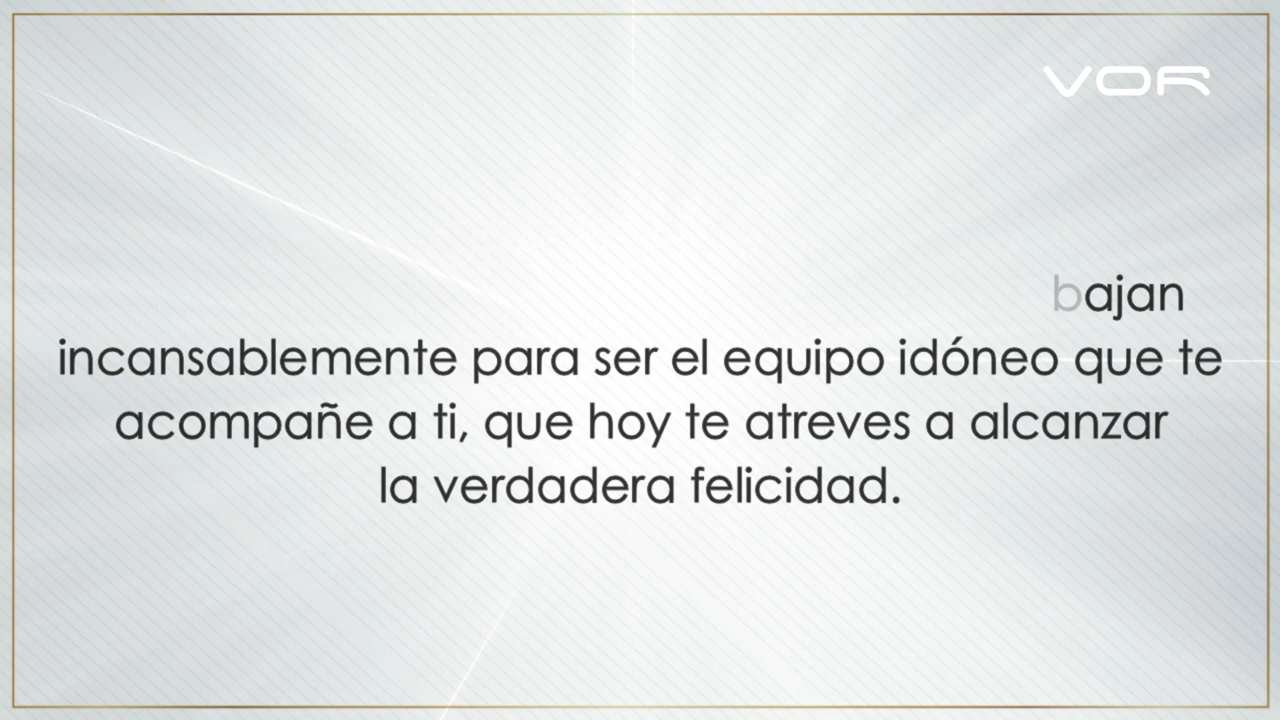 VOR
bajan
incansablemente para ser el equipo idóneo que te
acompañe a ti, que hoy te atreves a alcanzar
la verdadera felicidad.